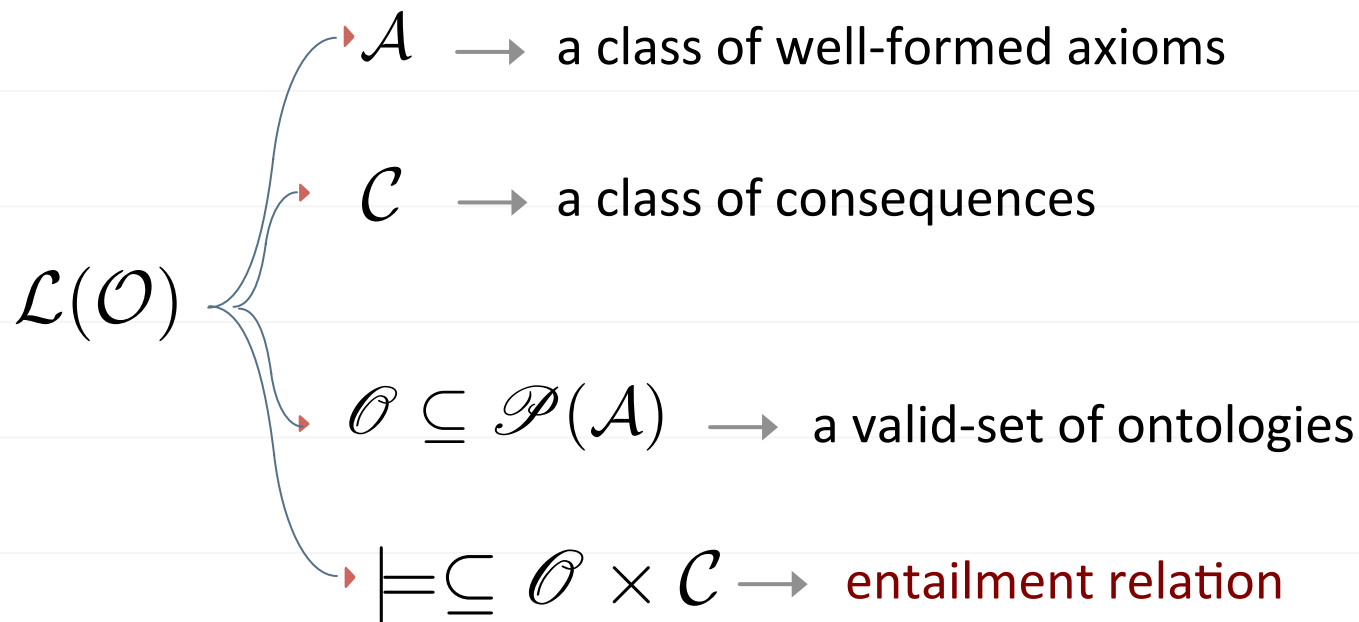 𝒜 → a class of well-formed axioms
𝒞 → a class of consequences
ℒ(𝒪)
𝒪 ⊆ 𝒫(𝒜) → a valid-set of ontologies
⊨⊆ 𝒪 × 𝒞 → entailment relation